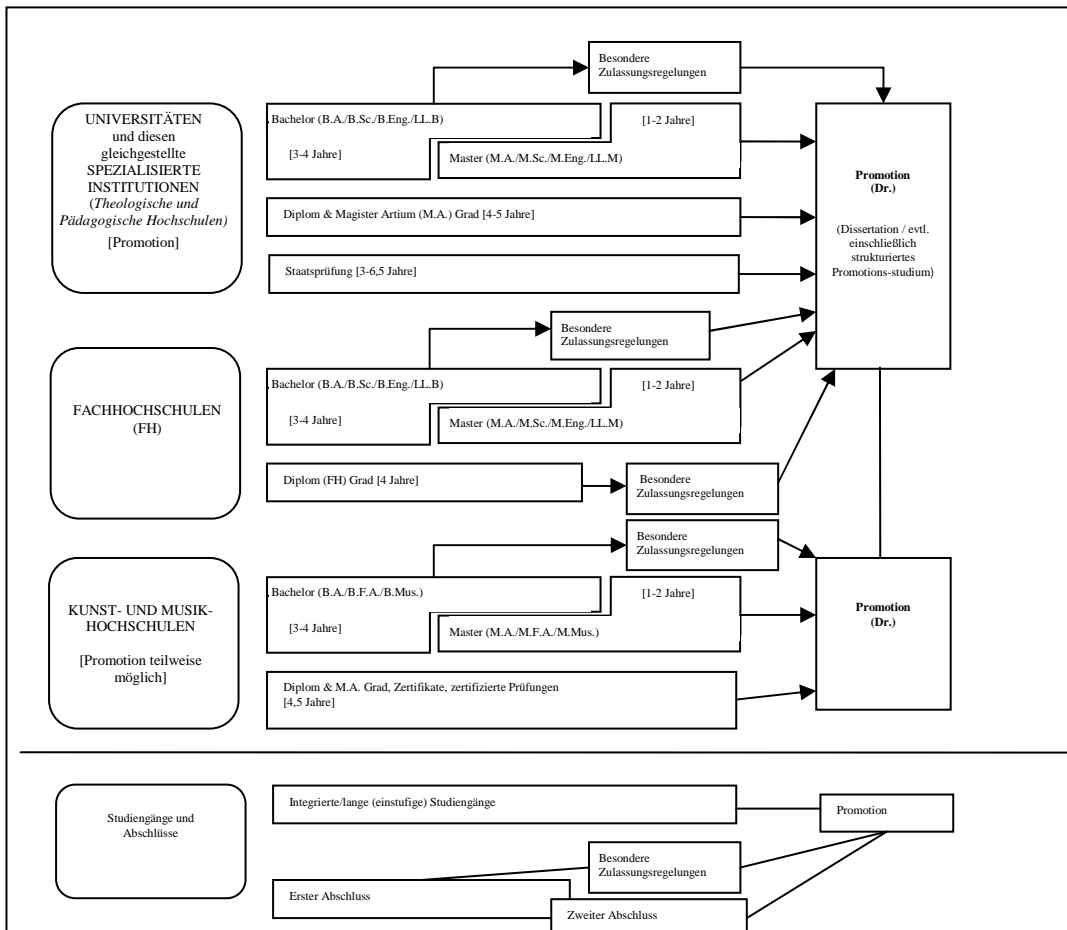 Besondere
Zulassungsregelungen
UNIVERSITÄTEN
und diesen
gleichgestellte
SPEZIALISIERTE
INSTITUTIONEN
(Theologische und
Pädagogische Hochschulen)
[Promotion]
Bachelor (B.A./B.Sc./B.Eng./LL.B)
[3-4 Jahre]
[1-2 Jahre]
Master (M.A./M.Sc./M.Eng./LL.M)
Diplom & Magister Artium (M.A.) Grad [4-5 Jahre]
Staatsprüfung [3-6,5 Jahre]
Promotion
(Dr.)
(Dissertation / evtl.
einschließlich
strukturiertes
Promotions-studium)
Besondere
Zulassungsregelungen
FACHHOCHSCHULEN
(FH)
Bachelor (B.A./B.Sc./B.Eng./LL.B)
[3-4 Jahre]
[1-2 Jahre]
Master (M.A./M.Sc./M.Eng./LL.M)
Diplom (FH) Grad [4 Jahre]
Besondere
Zulassungsregelungen
Besondere
Zulassungsregelungen
KUNST- UND MUSIK-
HOCHSCHULEN
[Promotion teilweise
möglich]
Bachelor (B.A./B.F.A./B.Mus.)
[3-4 Jahre]
[1-2 Jahre]
Master (M.A./M.F.A./M.Mus.)
Diplom & M.A. Grad, Zertifikate, zertifizierte Prüfungen
[4,5 Jahre]
Promotion
(Dr.)
Studiengänge und
Abschlüsse
Integrierte/lange (einstufige) Studiengänge
Promotion
Besondere
Zulassungsregelungen
Erster Abschluss
Zweiter Abschluss